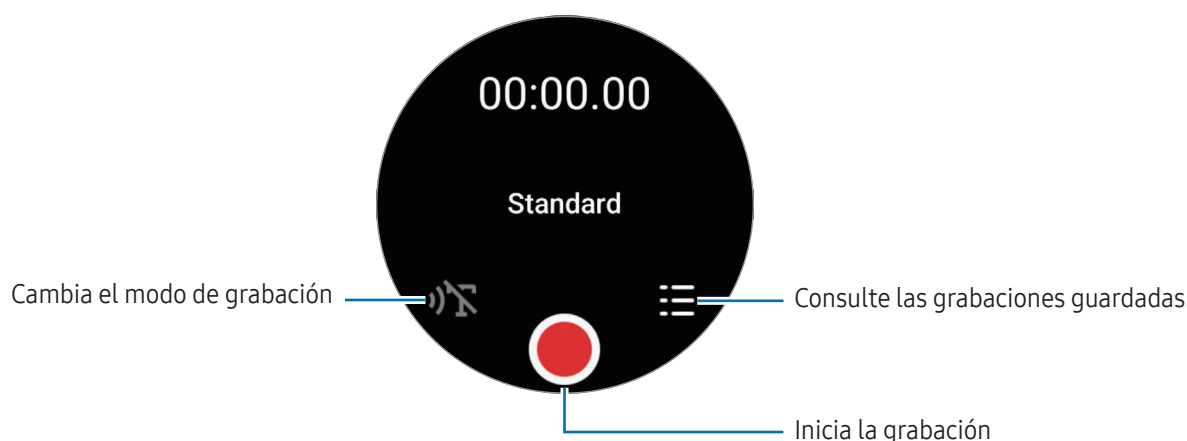 00:00.00
Standard
Cambia el modo de grabación
Consulte las grabaciones guardadas
Inicia la grabación